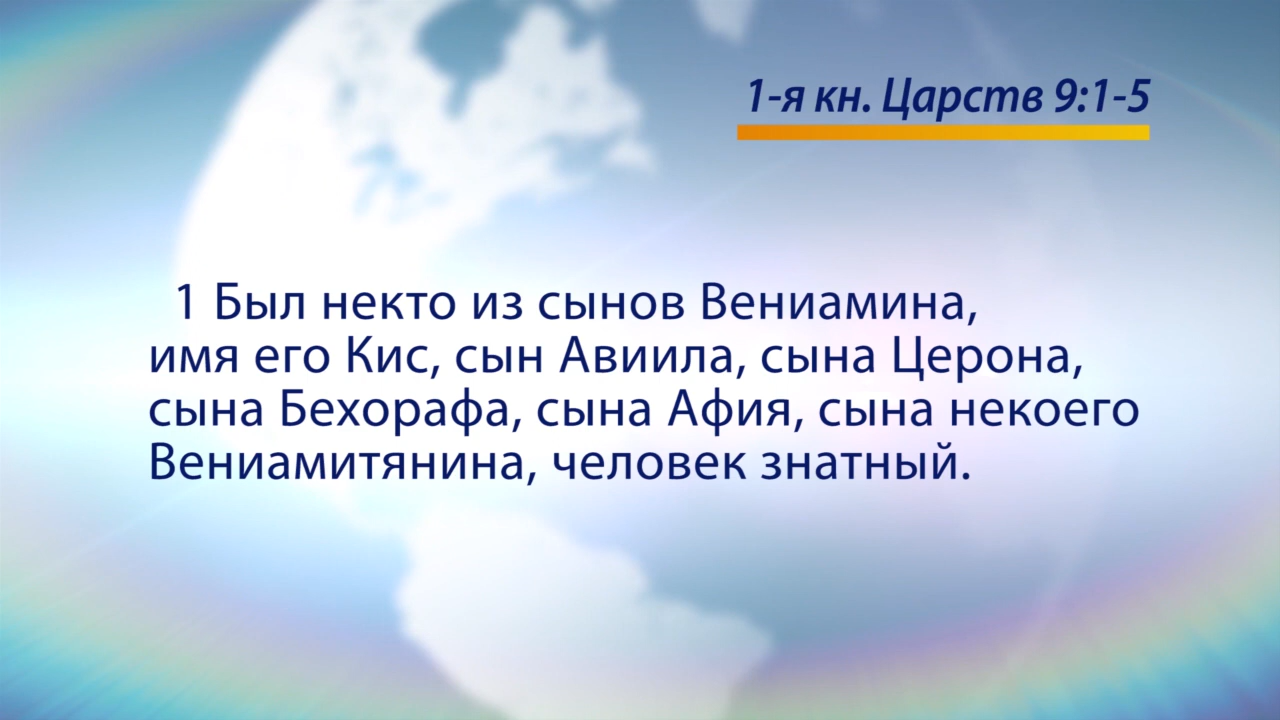 1-я кн. Царств 9:1-5
1 Был некто из сынов Вениамина,
имя его Кис, сын Авиила, сына Церона,
сына Бехорафа, сына Афия, сына некоего
Вениамитянина, человек знатный.